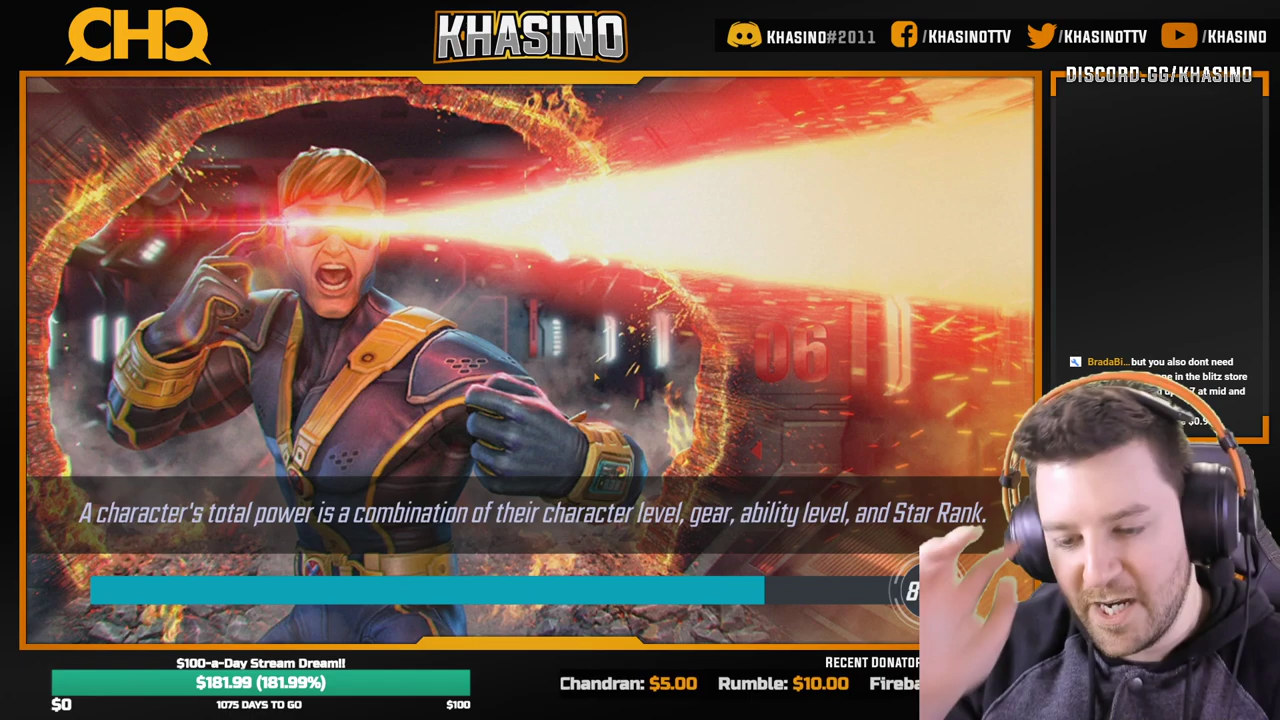 CHC
KHASINO
KHASINO#2011
/KHASINOTTV
/KHASINOTTV
/KHASINO
DISCORD.GG/KHASINO
06
BradaBi... but you also dont need
in the blitz store
7 at mid and
A character's total power is a combination of their character level, gear, ability level, and Star Rank.
8
$100-a-Day Stream Dream!!
$181.99 (181.99%)
$0
1075 DAYS TO GO
$100
RECENT
Chandran: $5.00 Rumble: $10.00